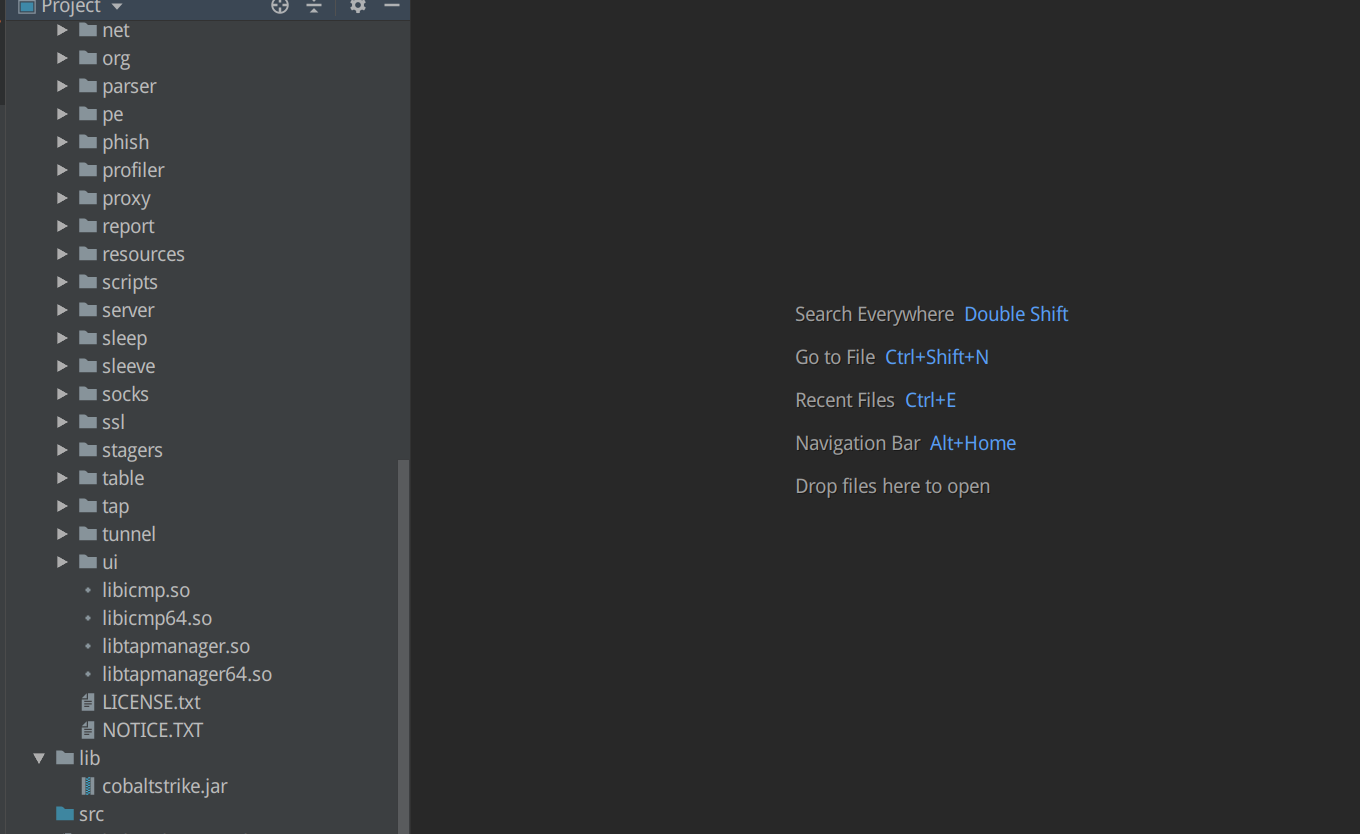 Project
net
org
parser
pe
phish
profiler
proxy
report
resources
scripts
server
sleep
sleeve
socks
ssl
stagers
table
tap
tunnel
ui
libicmp.so
libicmp64.so
libtapmanager.so
libtapmanager64.so
LICENSE.txt
NOTICE.TXT
lib
cobaltstrike.jar
src
Search Everywhere Double Shift
Go to File Ctrl+Shift+N
Recent Files Ctrl+E
Navigation Bar Alt+Home
Drop files here to open